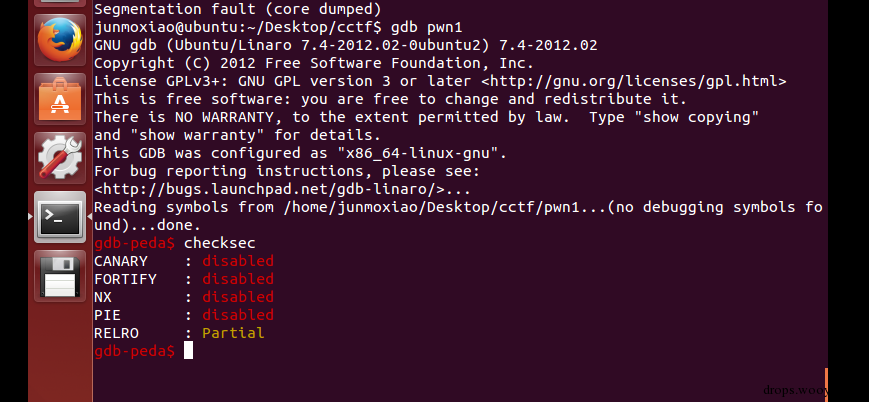 Segmentation fault (core dumped)
junmoxiao@ubuntu:~/Desktop/cctf$ gdb pwn1
GNU gdb (Ubuntu/Linaro 7.4-2012.02-0ubuntu2) 7.4-2012.02
Copyright (C) 2012 Free Software Foundation, Inc.
License GPLv3+: GNU GPL version 3 or later <http://gnu.org/licenses/gpl.html>
This is free software: you are free to change and redistribute it.
There is NO WARRANTY, to the extent permitted by law.  Type "show copying"
and "show warranty" for details.
This GDB was configured as "x86_64-linux-gnu".
For bug reporting instructions, please see:
<http://bugs.launchpad.net/gdb-linaro/>...
Reading symbols from /home/junmoxiao/Desktop/cctf/pwn1...(no debugging symbols fo
und)...done.
gdb-peda$ checksec
CANARY    : disabled
FORTIFY   : disabled
NX        : disabled
PIE       : disabled
RELRO     : Partial
gdb-peda$